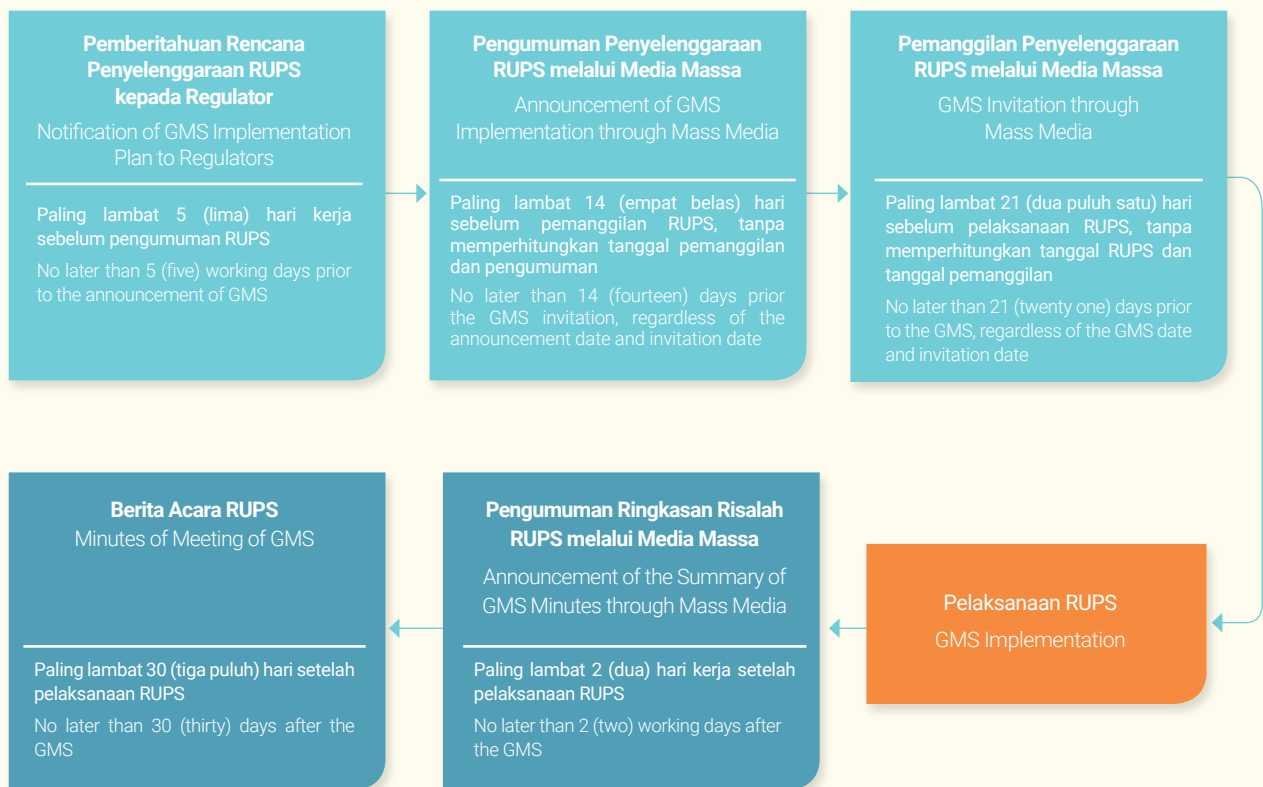 Pemberitahuan Rencana
Penyelenggaraan RUPS
kepada Regulator
Notification of GMS Implementation
Plan to Regulators
Paling lambat 5 (lima) hari kerja
sebelum pengumuman RUPS
No later than 5 (five) working days prior
to the announcement of GMS
Pengumuman Penyelenggaraan
RUPS melalui Media Massa
Announcement of GMS
Implementation through Mass Media
Paling lambat 14 (empat belas) hari
sebelum pemanggilan RUPS, tanpa
memperhitungkan tanggal pemanggilan
dan pengumuman
No later than 14 (fourteen) days prior
the GMS invitation, regardless of the
announcement date and invitation date
Pemanggilan Penyelenggaraan
RUPS melalui Media Massa
GMS Invitation through
Mass Media
Paling lambat 21 (dua puluh satu) hari
sebelum pelaksanaan RUPS, tanpa
memperhitungkan tanggal RUPS dan
tanggal pemanggilan
No later than 21 (twenty one) days prior
to the GMS, regardless of the GMS date
and invitation date
Pelaksanaan RUPS
GMS Implementation
Pengumuman Ringkasan Risalah
RUPS melalui Media Massa
Announcement of the Summary of
GMS Minutes through Mass Media
Paling lambat 2 (dua) hari kerja setelah
pelaksanaan RUPS
No later than 2 (two) working days after
the GMS
Berita Acara RUPS
Minutes of Meeting of GMS
Paling lambat 30 (tiga puluh) hari setelah
pelaksanaan RUPS
No later than 30 (thirty) days after the
GMS